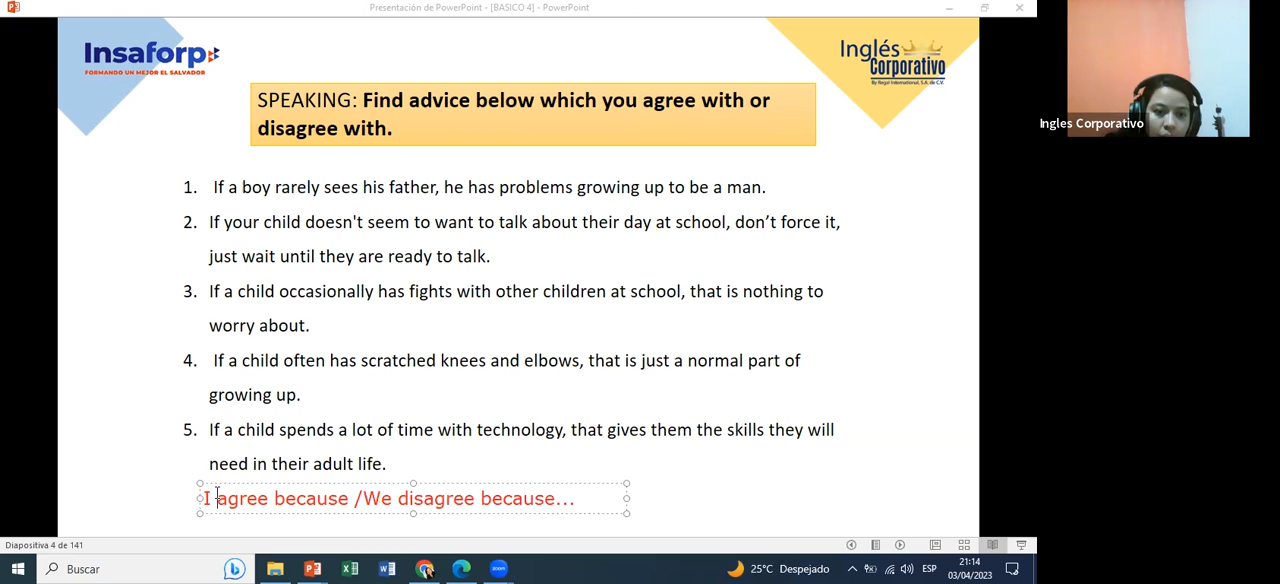 Presentación de PowerPoint - [BASICO 4] - PowerPoint
Insaforp
FORMANDO UN MEJOR EL SALVADOR
Inglés
Corporativo
By Regal International, S.A. de C.V.
SPEAKING: Find advice below which you agree with or
disagree with.
1. If a boy rarely sees his father, he has problems growing up to be a man.
2. If your child doesn't seem to want to talk about their day at school, don’t force it,
just wait until they are ready to talk.
3. If a child occasionally has fights with other children at school, that is nothing to
worry about.
4. If a child often has scratched knees and elbows, that is just a normal part of
growing up.
5. If a child spends a lot of time with technology, that gives them the skills they will
need in their adult life.
I agree because /We disagree because...
Ingles Corporativo
Diapositiva 4 de 141
Buscar
25°C Despejado
ESP
21:14
03/04/2023
zoom